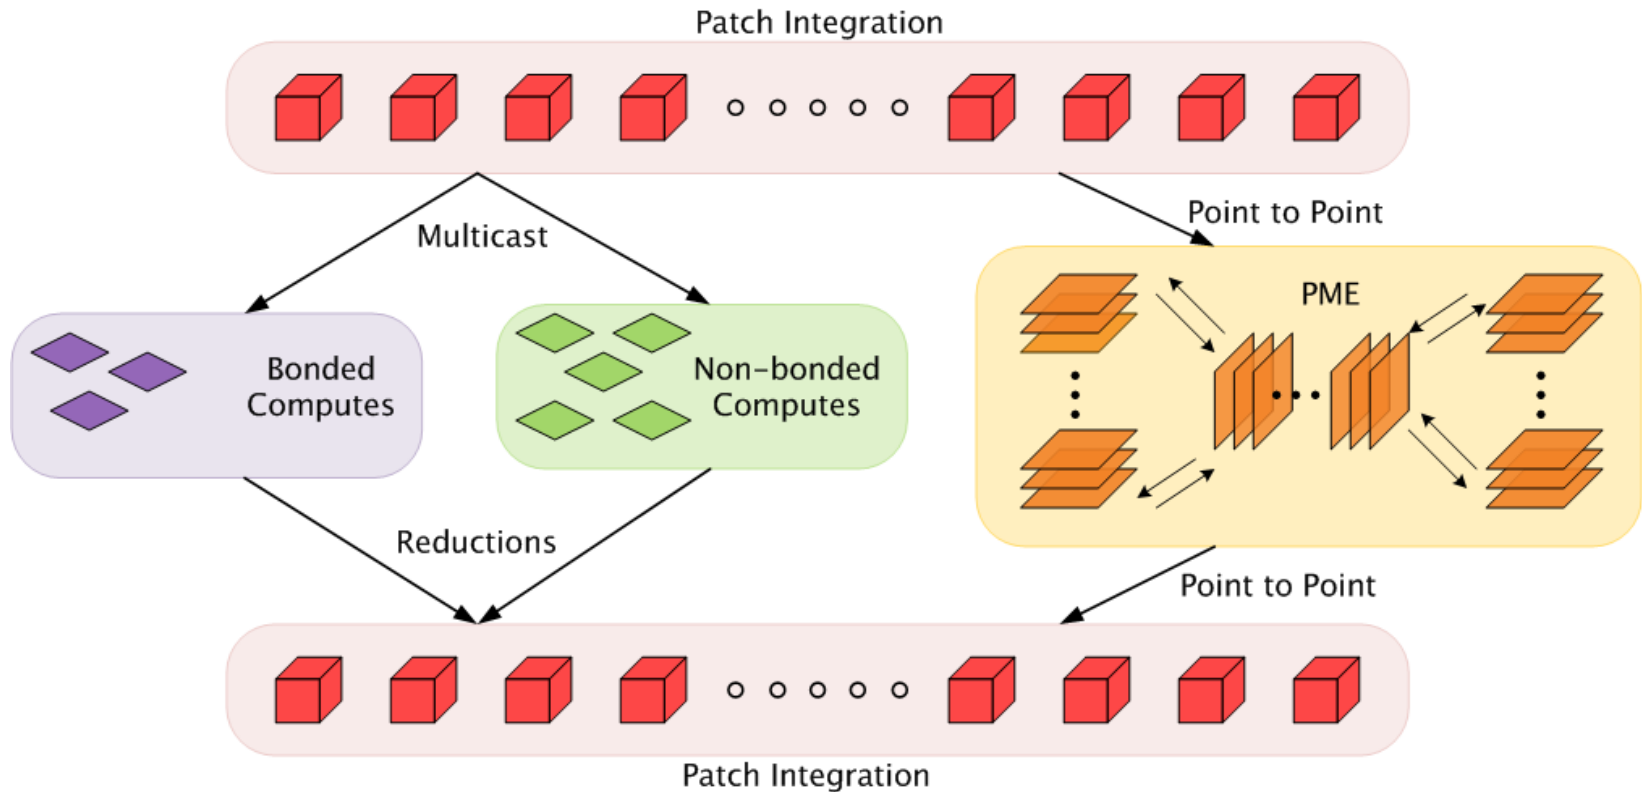 Patch Integration
Multicast
Point to Point
PME
Bonded
Computes
Non-bonded
Computes
Reductions
Point to Point
Patch Integration